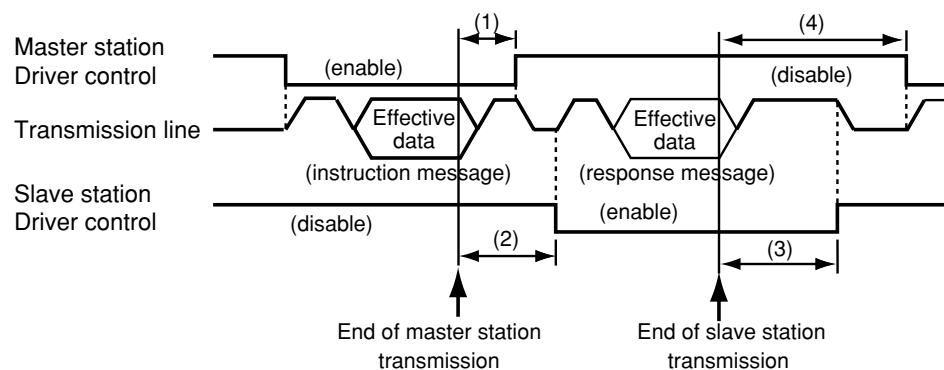 (1)
(4)
Master station
Driver control
(enable)
(disable)
Transmission line
Effective
data
Effective
data
(instruction message)
(response message)
Slave station
Driver control
(disable)
(enable)
(2)
(3)
End of master station
transmission
End of slave station
transmission